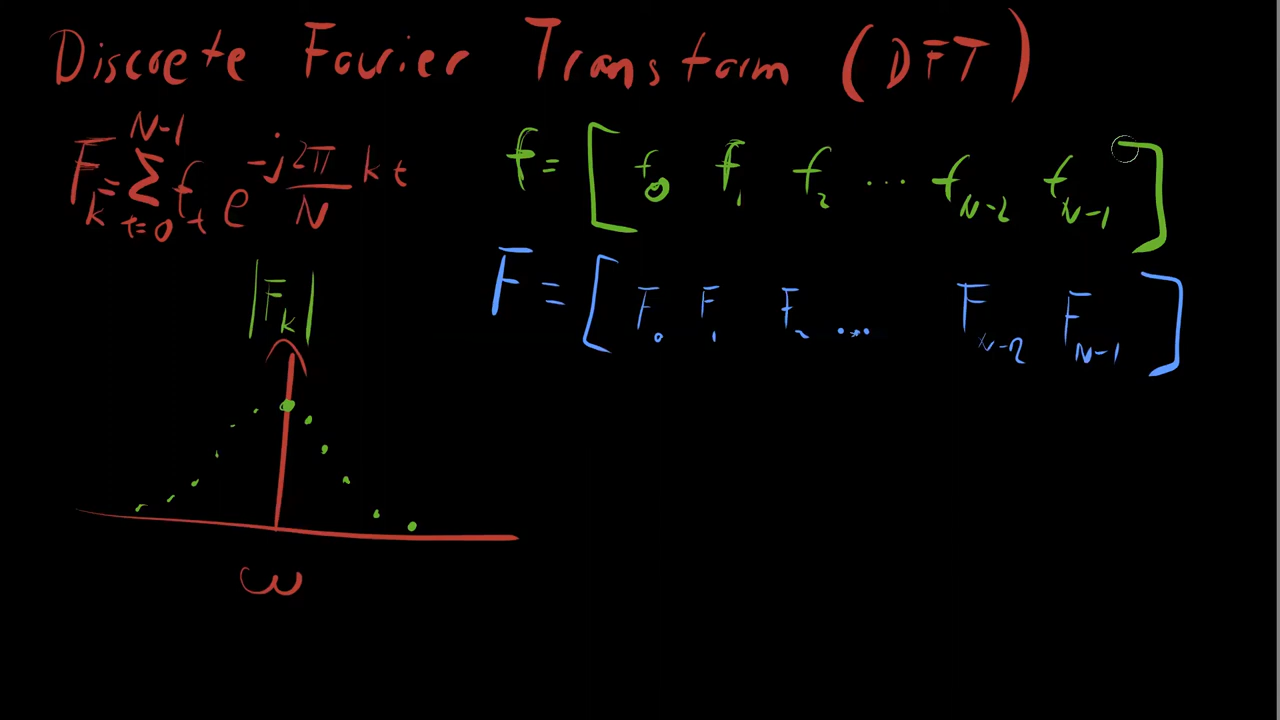 Discrete Fourier Transform (DFT)
F_k = Σ_{t=0}^{N-1} f_t e^{-j 2π/N kt}
f = [ f_0 f_1 f_2 ... f_{N-2} f_{N-1} ]
F = [ F_0 F_1 F_2 ... F_{N-2} F_{N-1} ]
|F_k|
ω